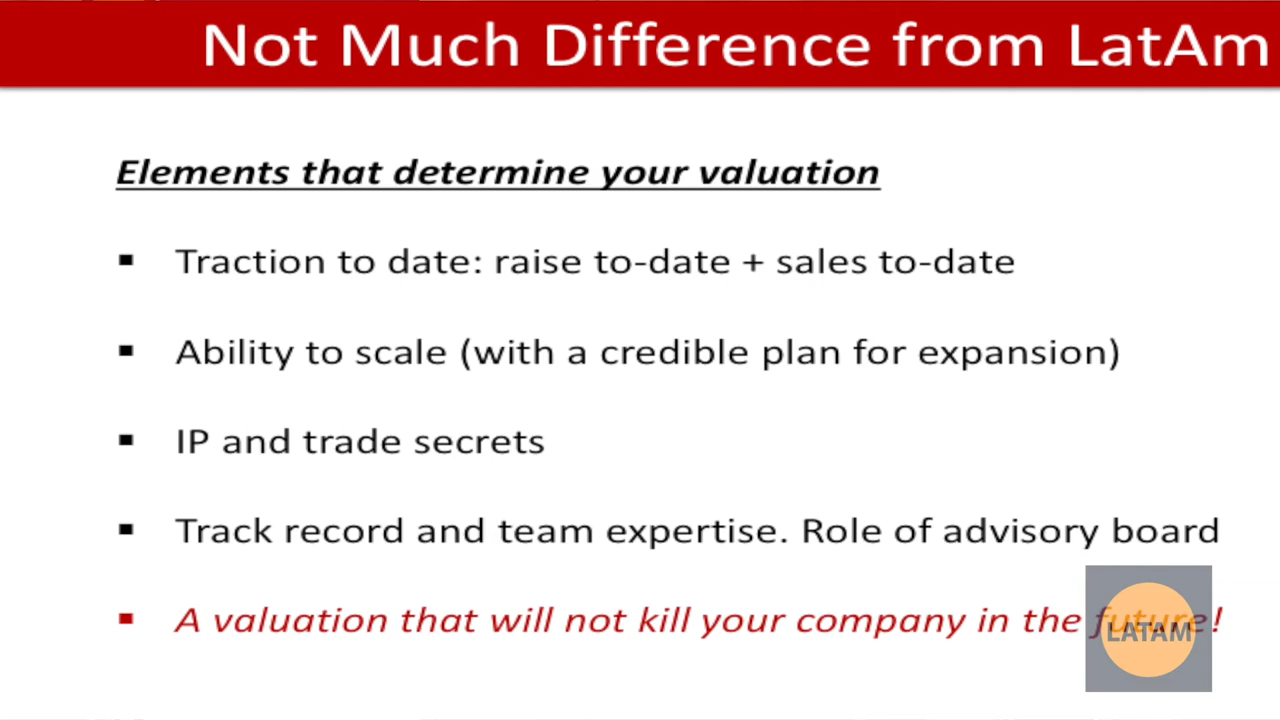 Not Much Difference from LatAm
Elements that determine your valuation
▪ Traction to date: raise to-date + sales to-date
▪ Ability to scale (with a credible plan for expansion)
▪ IP and trade secrets
▪ Track record and team expertise. Role of advisory board
▪ A valuation that will not kill your company in the future!
LATAM